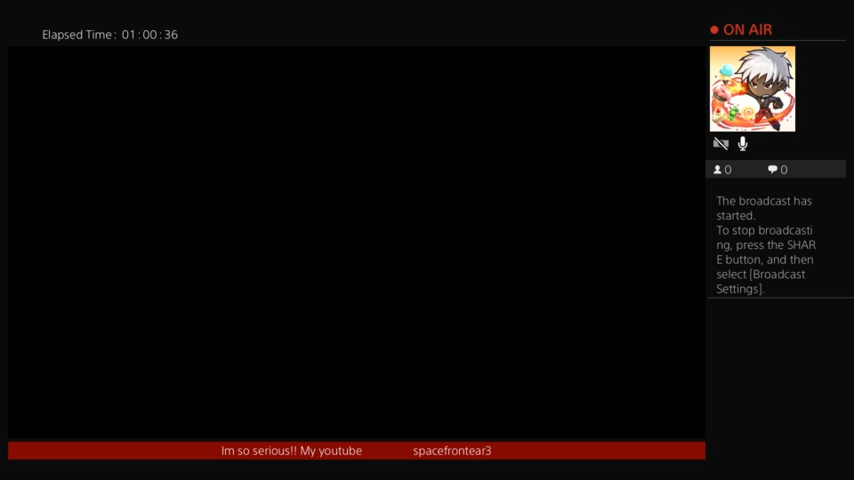 Elapsed Time: 01:00:36
ON AIR
0 0
The broadcast has
started.
To stop broadcasti
ng, press the SHAR
E button, and then
select [Broadcast
Settings].
Im so serious!! My youtube spacefrontear3